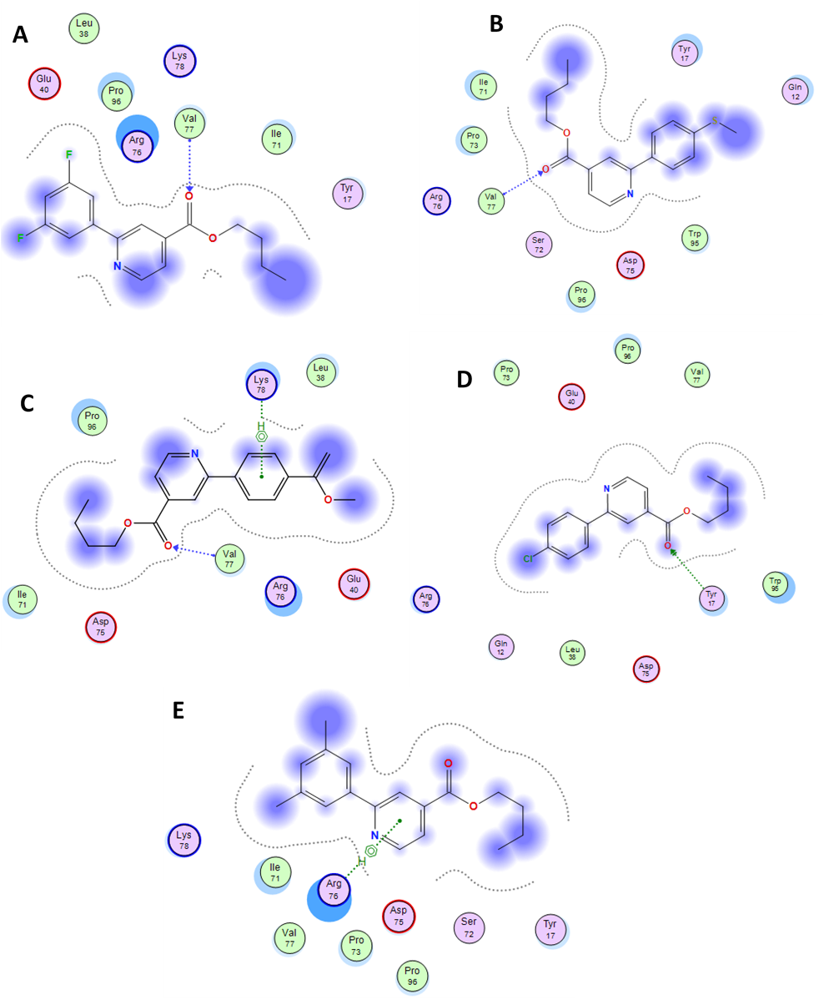 A
Leu
38
Lys
78
Glu
40
Pro
96
Val
77
Arg
76
Ile
71
Tyr
17
F
F
O
O
N
B
Tyr
17
Gln
12
Ile
71
Pro
73
Arg
76
Val
77
Ser
72
Asp
75
Trp
95
Pro
96
O
O
S
N
C
Lys
78
Leu
38
Pro
96
H
N
O
O
O
Val
77
Ile
71
Asp
75
Arg
76
Glu
40
Arg
76
D
Pro
73
Glu
40
Pro
96
Val
77
N
O
O
Cl
Tyr
17
Trp
95
Gln
12
Leu
38
Asp
75
E
O
O
N
H
Lys
78
Ile
71
Arg
76
Val
77
Pro
73
Asp
75
Pro
96
Ser
72
Tyr
17